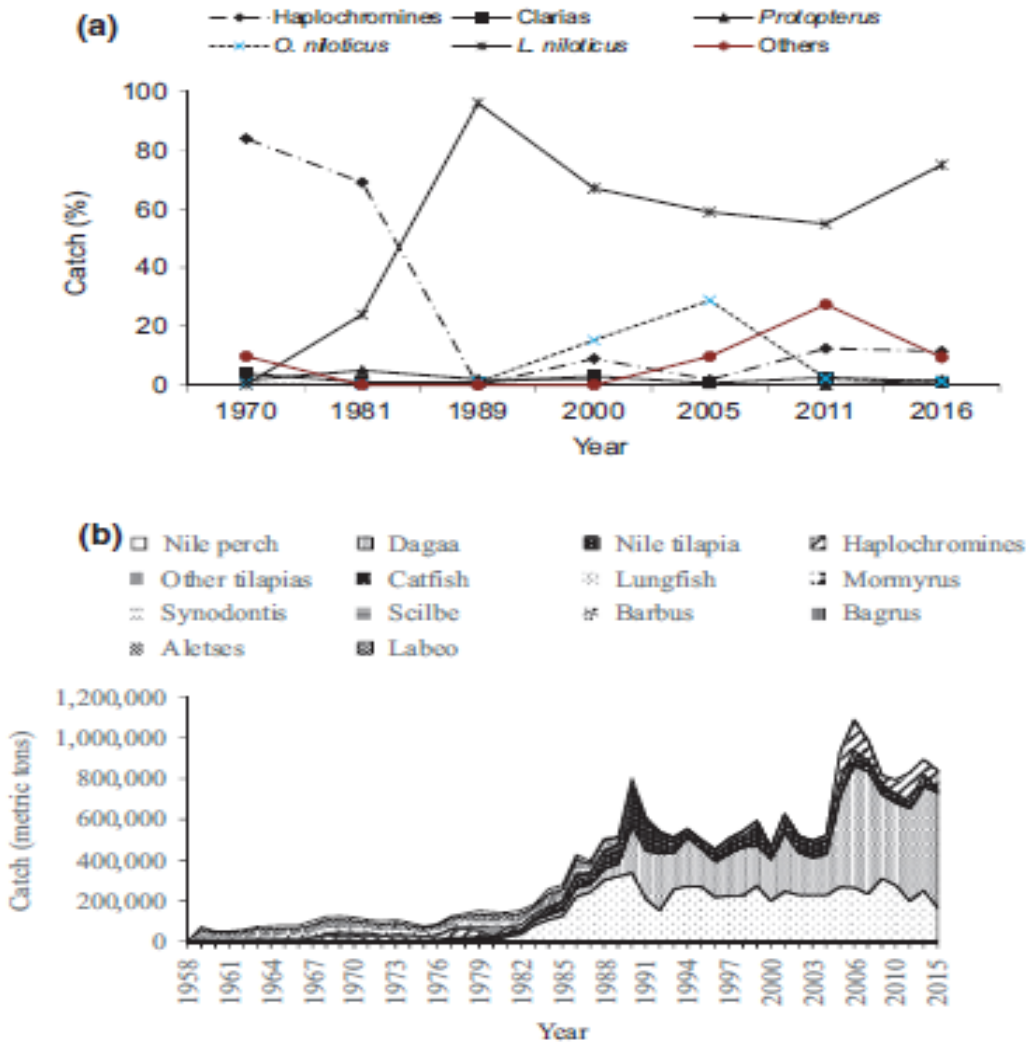 (a)
Haplochromines Clarias Protopterus
O. niloticus L. niloticus Others
100
80
60
40
20
0
Catch (%)
1970 1981 1989 2000 2005 2011 2016
Year
(b)
Nile perch Dagaa Nile tilapia Haplochromines
Other tilapias Catfish Lungfish Mormyrus
Synodontis Scilbe Barbus Bagrus
Aletses Labeo
1,200,000
1,000,000
800,000
600,000
400,000
200,000
0
Catch (metric tons)
1958 1961 1964 1967 1970 1973 1976 1979 1982 1985 1988 1991 1994 1997 2000 2003 2006 2010 2015
Year